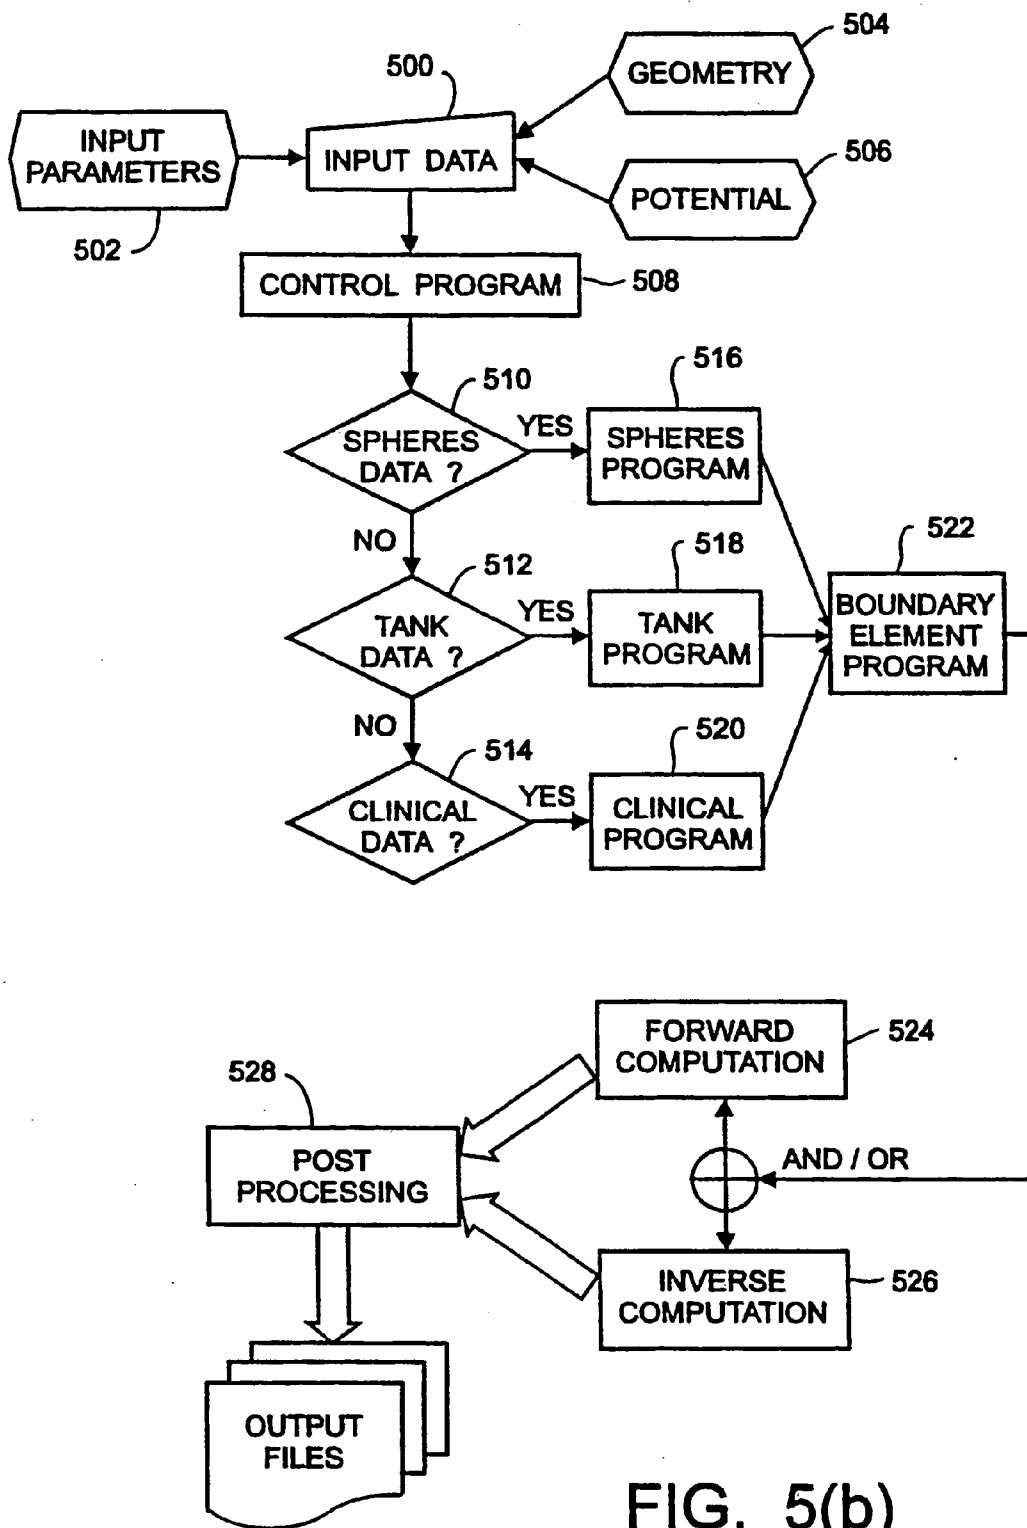 504
GEOMETRY
500
INPUT
PARAMETERS
INPUT DATA
506
POTENTIAL
502
CONTROL PROGRAM
508
510
516
SPHERES
DATA ?
YES
SPHERES
PROGRAM
NO
512
518
522
TANK
DATA ?
YES
TANK
PROGRAM
BOUNDARY
ELEMENT
PROGRAM
NO
514
520
CLINICAL
DATA ?
YES
CLINICAL
PROGRAM
FORWARD
COMPUTATION
524
528
POST
PROCESSING
AND / OR
INVERSE
COMPUTATION
526
OUTPUT
FILES
FIG. 5(b)